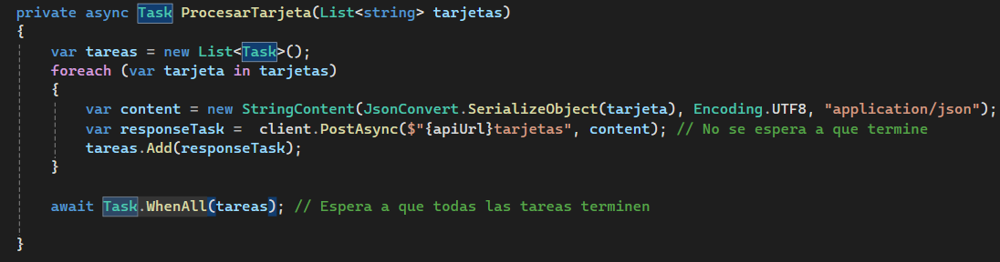 private async Task ProcesarTarjeta(List<string> tarjetas)
{
var tareas = new List<Task>();
foreach (var tarjeta in tarjetas)
{
var content = new StringContent(JsonConvert.SerializeObject(tarjeta), Encoding.UTF8, "application/json");
var responseTask =  client.PostAsync($"{apiUrl}tarjetas", content); // No se espera a que termine
tareas.Add(responseTask);
}
await Task.WhenAll(tareas); // Espera a que todas las tareas terminen
}